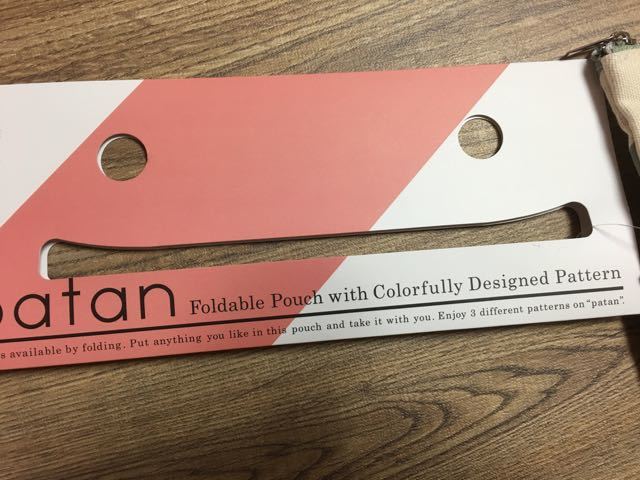 patan Foldable Pouch with Colorfully Designed Pattern
s available by folding. Put anything you like in this pouch and take it with you. Enjoy 3 different patterns on "patan".